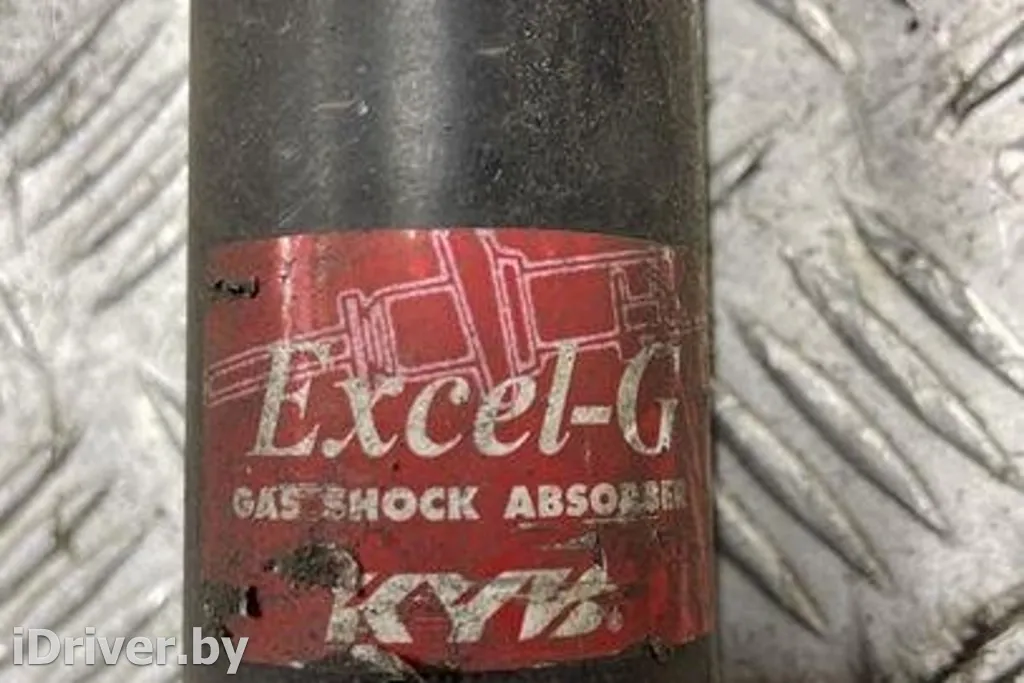 Excel-G
GAS SHOCK ABSORBER
KYB
iDriver.by